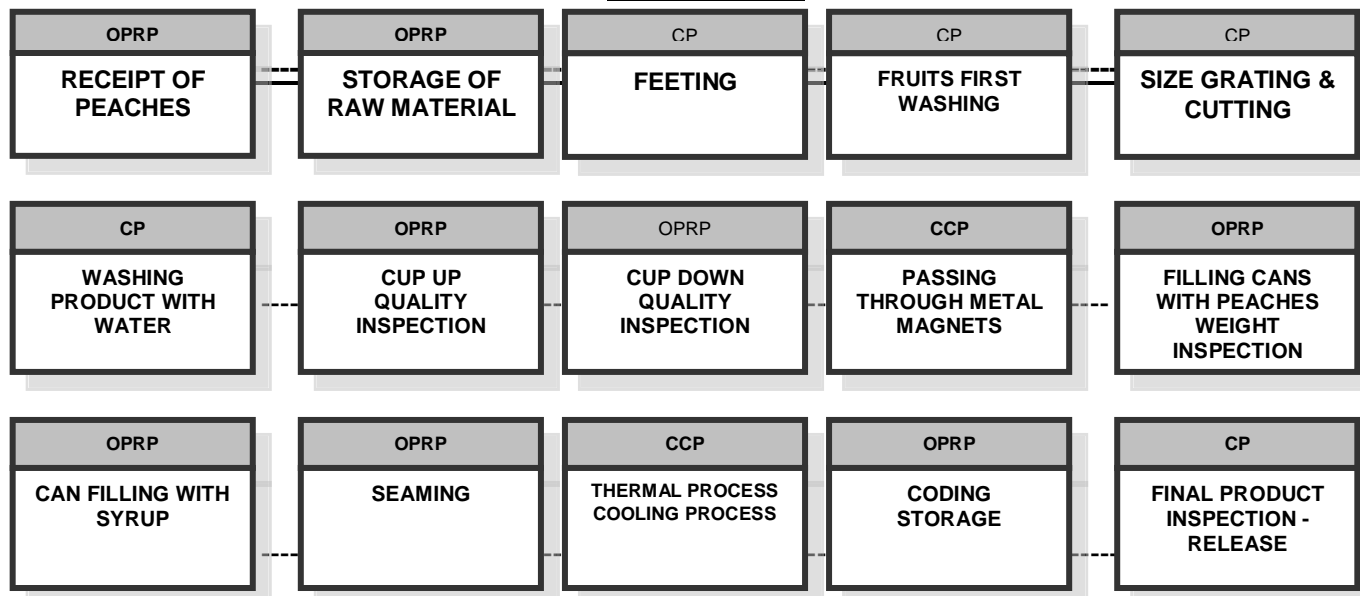 OPRP
RECEIPT OF
PEACHES
OPRP
STORAGE OF
RAW MATERIAL
CP
FEETING
CP
FRUITS FIRST
WASHING
CP
SIZE GRATING &
CUTTING
CP
WASHING
PRODUCT WITH
WATER
OPRP
CUP UP
QUALITY
INSPECTION
OPRP
CUP DOWN
QUALITY
INSPECTION
CCP
PASSING
THROUGH METAL
MAGNETS
OPRP
FILLING CANS
WITH PEACHES
WEIGHT
INSPECTION
OPRP
CAN FILLING WITH
SYRUP
OPRP
SEAMING
CCP
THERMAL PROCESS
COOLING PROCESS
OPRP
CODING
STORAGE
CP
FINAL PRODUCT
INSPECTION -
RELEASE